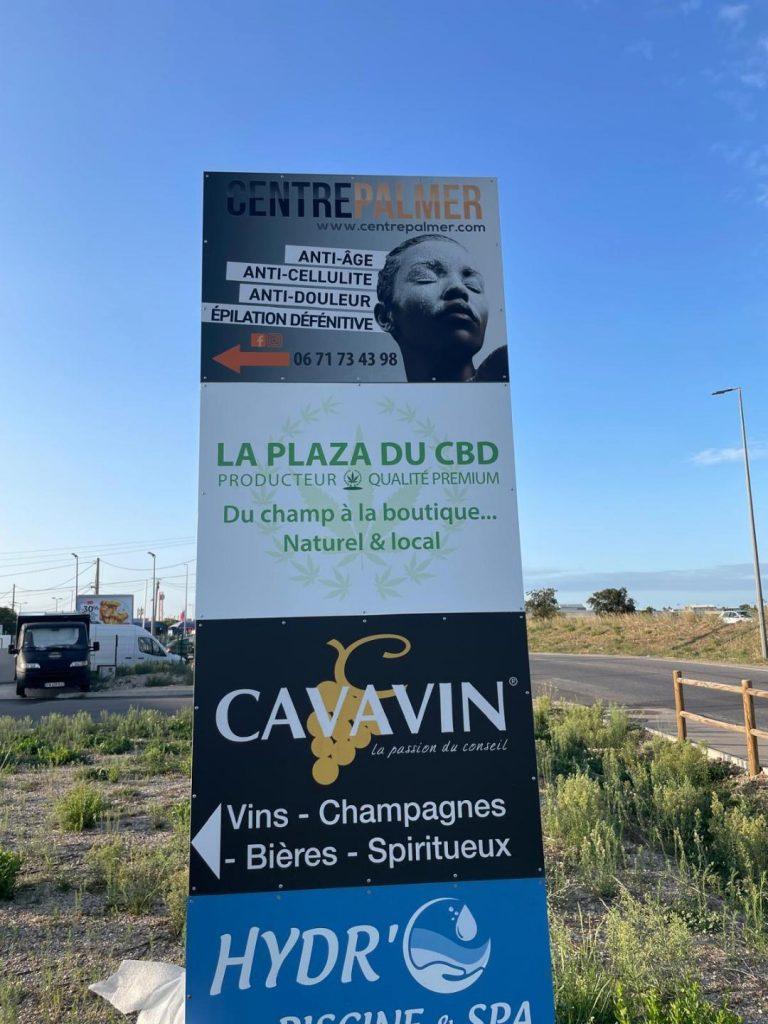 CENTREPALMER
www.centrepalmer.com
ANTI-ÂGE
ANTI-CELLULITE
ANTI-DOULEUR
ÉPILATION DÉFÉNITIVE
06 71 73 43 98
LA PLAZA DU CBD
PRODUCTEUR QUALITÉ PREMIUM
Du champ à la boutique...
Naturel & local
CAVAVIN®
la passion du conseil
Vins - Champagnes
- Bières - Spiritueux
HYDR'O
PISCINE & SPA